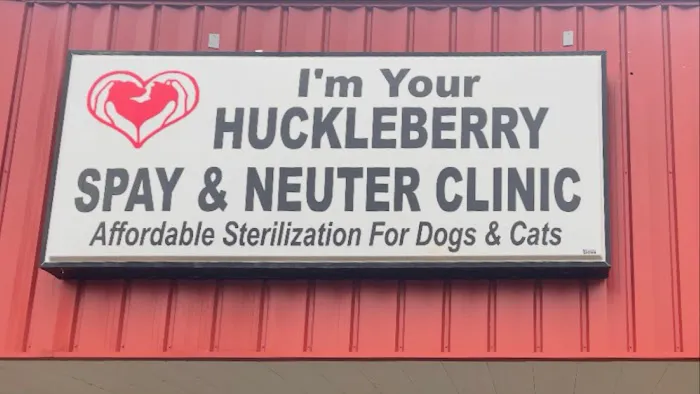 I'm Your
HUCKLEBERRY
SPAY & NEUTER CLINIC
Affordable Sterilization For Dogs & Cats